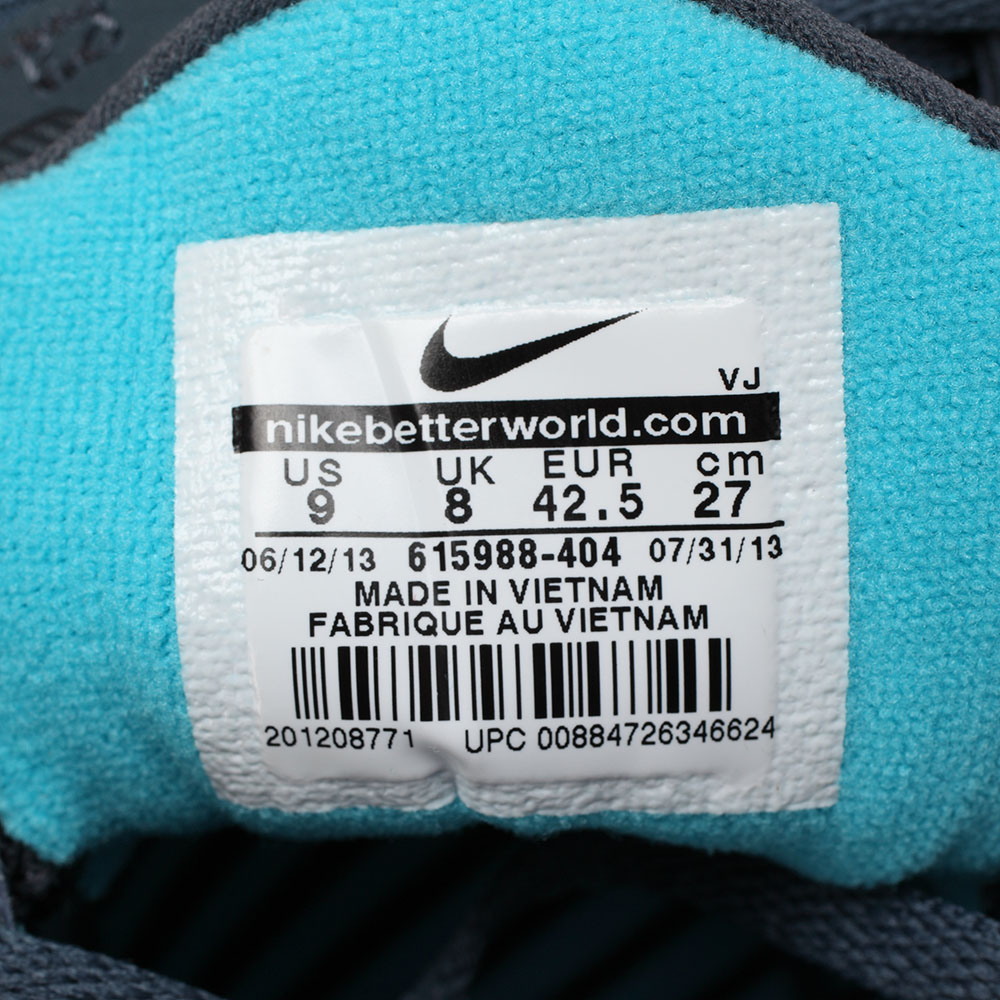 VJ
nikebetterworld.com
US UK EUR cm
9 8 42.5 27
06/12/13 615988-404 07/31/13
MADE IN VIETNAM
FABRIQUE AU VIETNAM
201208771 UPC 00884726346624